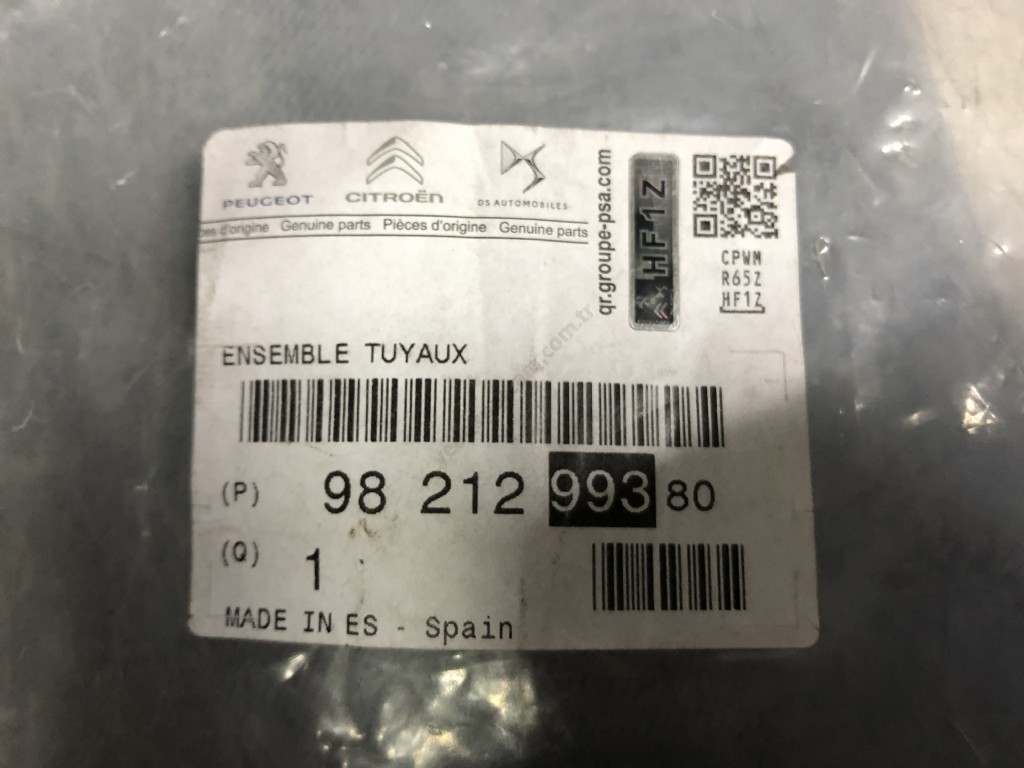 PEUGEOT
CITROËN
DS AUTOMOBILES
d'origine Genuine parts Pièces d'origine Genuine parts
qr.groupe-psa.com
HF1Z
CPWM
R65Z
HF1Z
ENSEMBLE TUYAUX
(P) 98 212 993 80
(Q) 1
MADE IN ES - Spain